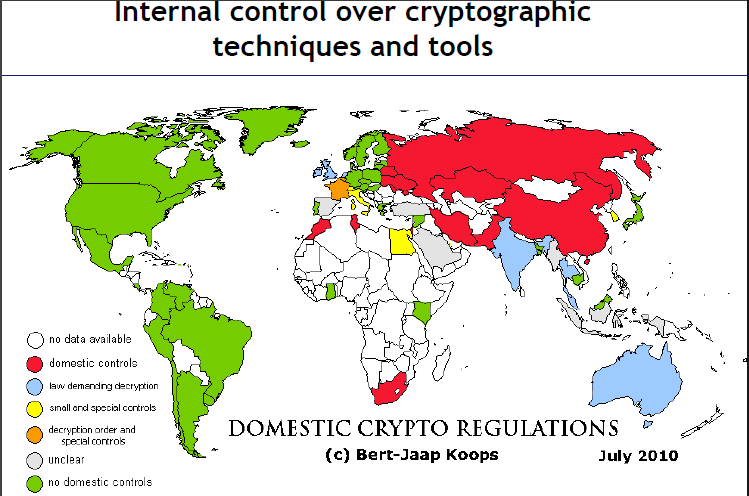 Internal control over cryptographic
techniques and tools
no data available
domestic controls
law demanding decryption
small and special controls
decryption order and
special controls
unclear
no domestic controls
DOMESTIC CRYPTO REGULATIONS
(c) Bert-Jaap Koops
July 2010